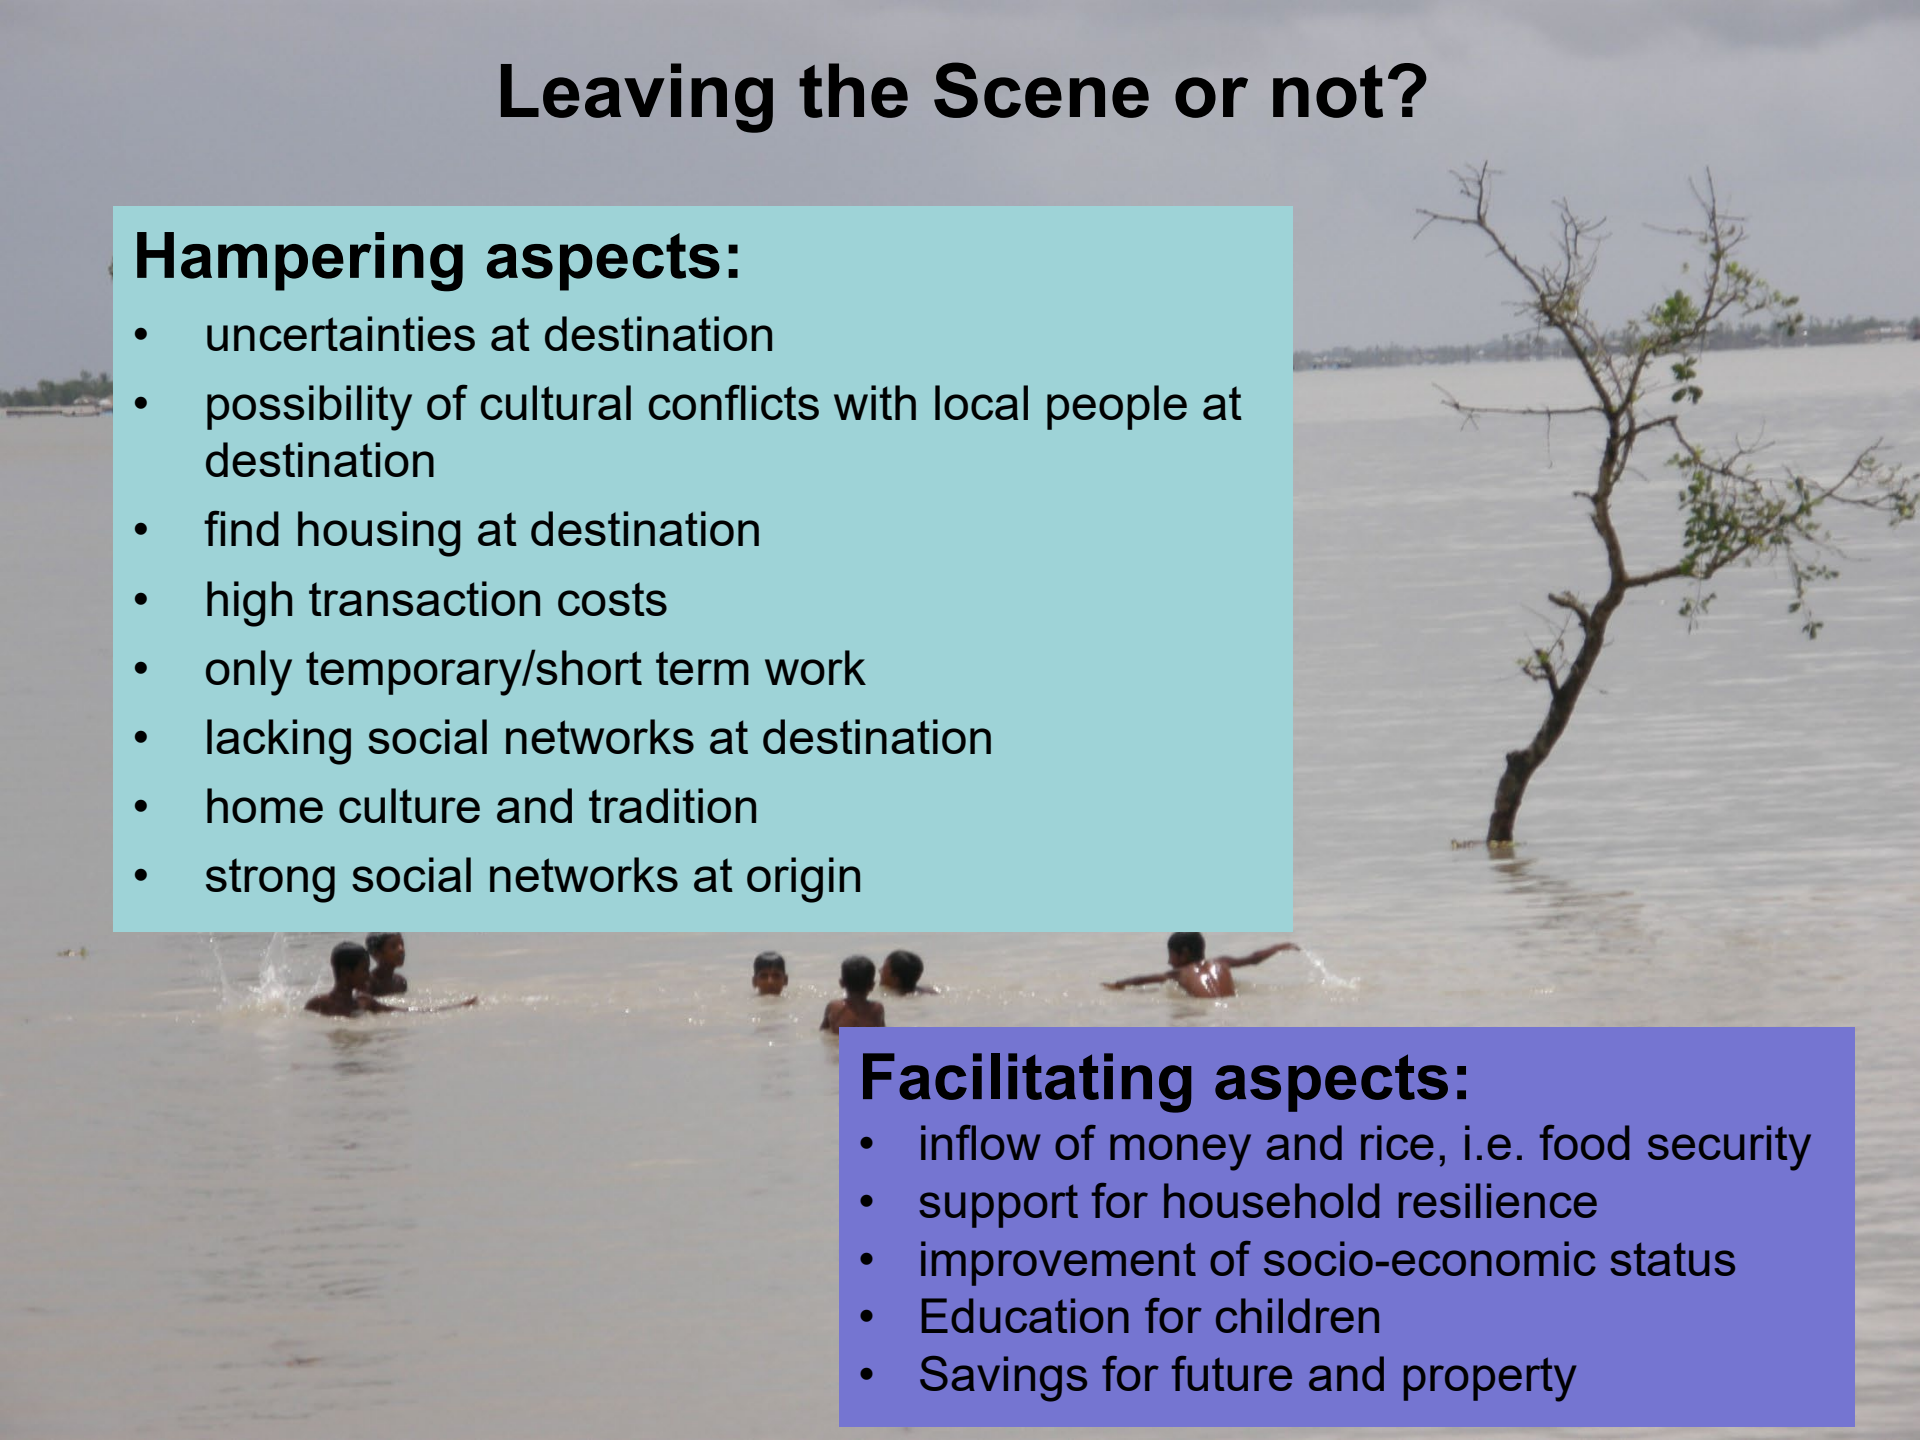 Leaving the Scene or not?
Hampering aspects:
• uncertainties at destination
• possibility of cultural conflicts with local people at
destination
• find housing at destination
• high transaction costs
• only temporary/short term work
• lacking social networks at destination
• home culture and tradition
• strong social networks at origin
Facilitating aspects:
• inflow of money and rice, i.e. food security
• support for household resilience
• improvement of socio-economic status
• Education for children
• Savings for future and property